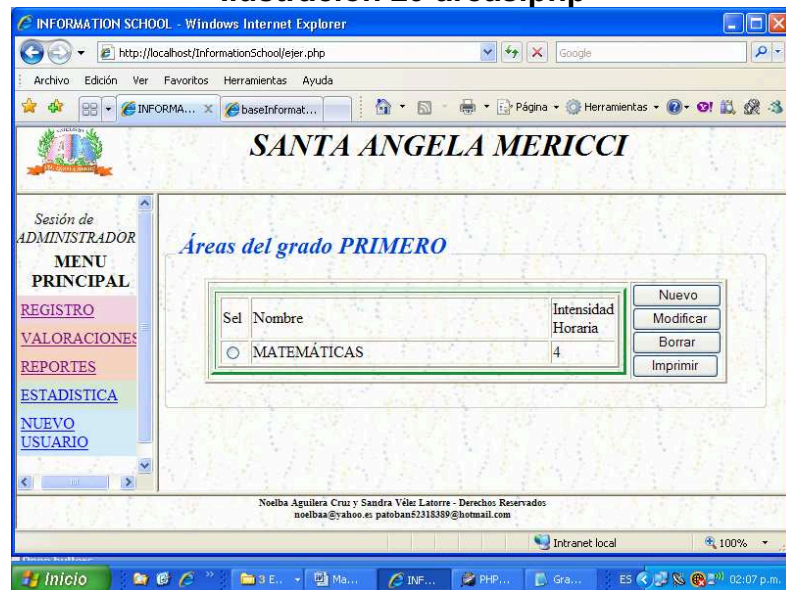 INFORMATION SCHOOL - Windows Internet Explorer
http://localhost/InformationSchool/ejer.php
Google
Archivo Edición Ver Favoritos Herramientas Ayuda
INFORMA...
baseInformat...
Página
Herramientas
SANTA ANGELA MERICCI
Sesión de
ADMINISTRADOR
MENU
PRINCIPAL
REGISTRO
VALORACIONES
REPORTES
ESTADISTICA
NUEVO
USUARIO
Áreas del grado PRIMERO
Sel Nombre Intensidad
Horaria
MATEMÁTICAS 4
Nuevo
Modificar
Borrar
Imprimir
Noelba Aguilera Cruz y Sandra Vélez Latorre - Derechos Reservados
noelbaa@yahoo.es patoban52318389@hotmail.com
Intranet local 100%
Inicio
3 E..
Ma...
INF...
PHP...
Gra...
ES
02:07 p.m.